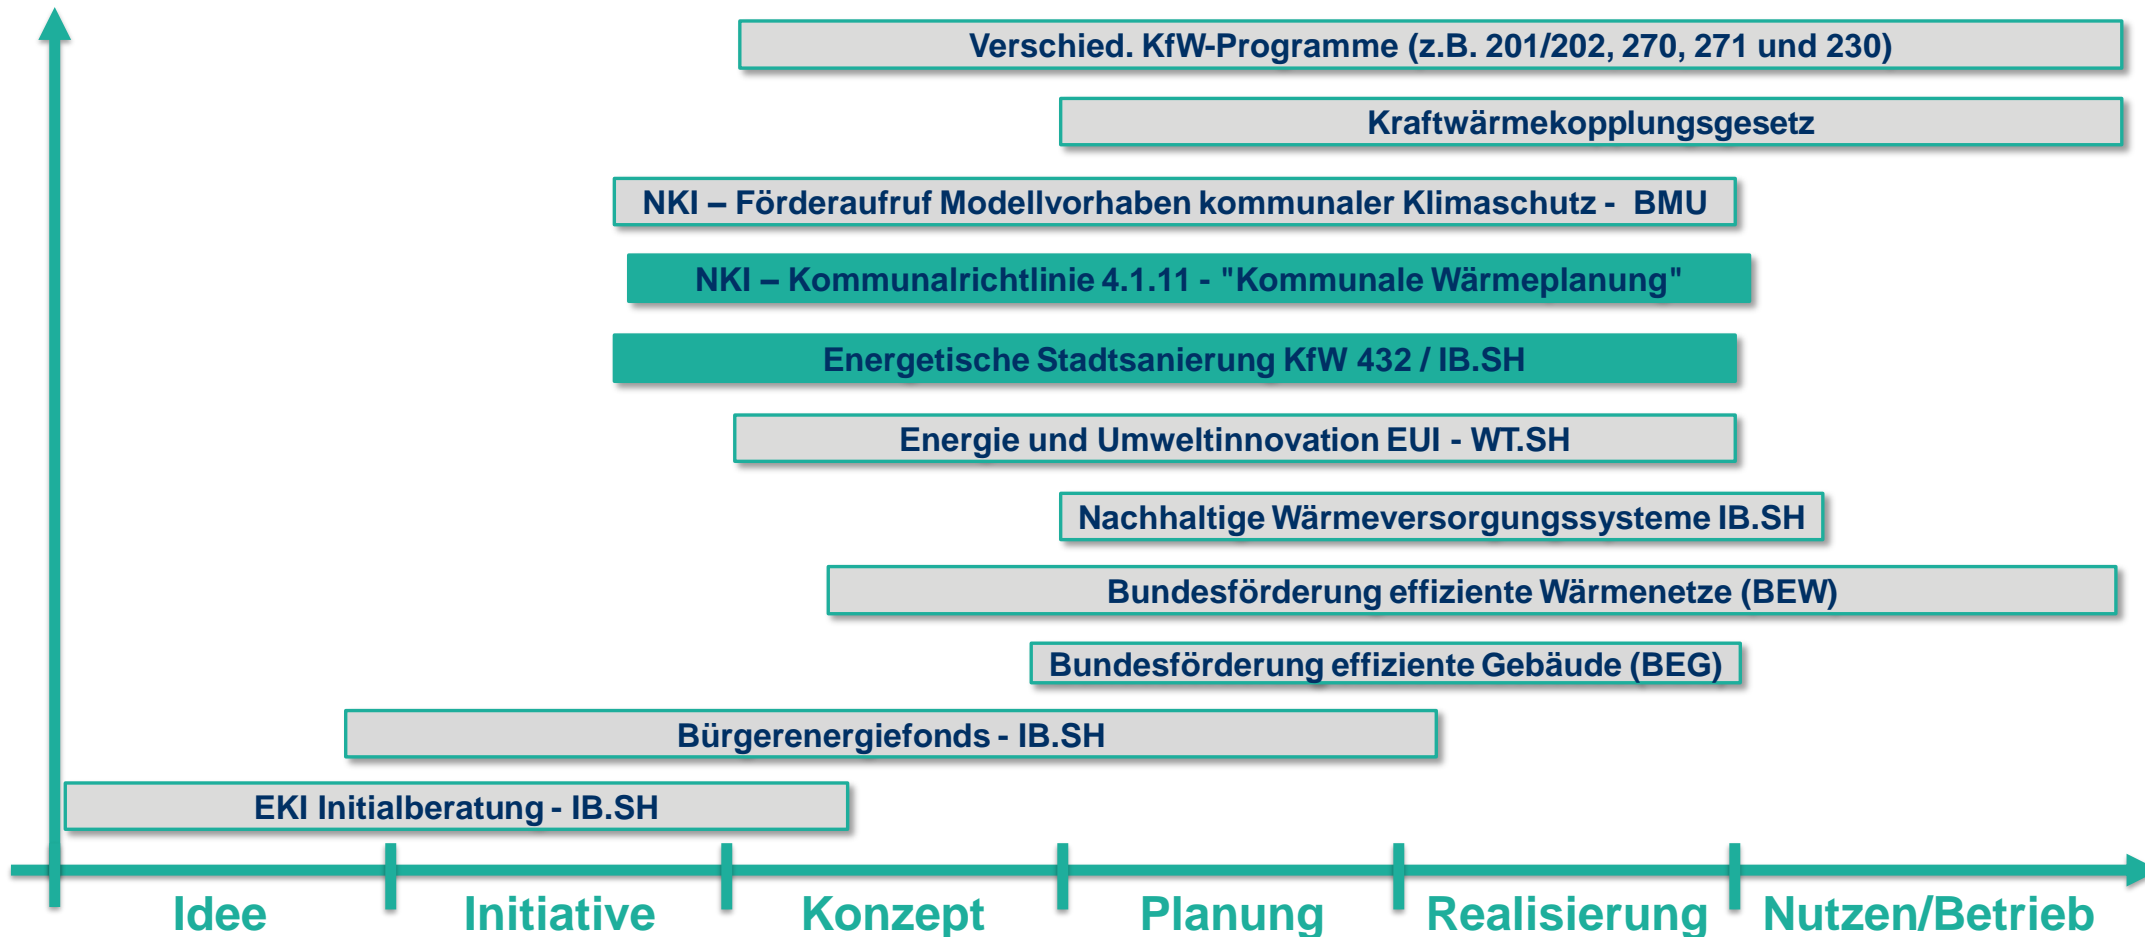 Verschied. KfW-Programme (z.B. 201/202, 270, 271 und 230)
Kraftwärmekopplungsgesetz
NKI – Förderaufruf Modellvorhaben kommunaler Klimaschutz - BMU
NKI – Kommunalrichtlinie 4.1.11 - "Kommunale Wärmeplanung"
Energetische Stadtsanierung KfW 432 / IB.SH
Energie und Umweltinnovation EUI - WT.SH
Nachhaltige Wärmeversorgungssysteme IB.SH
Bundesförderung effiziente Wärmenetze (BEW)
Bundesförderung effiziente Gebäude (BEG)
Bürgerenergiefonds - IB.SH
EKI Initialberatung - IB.SH
Idee Initiative Konzept Planung Realisierung Nutzen/Betrieb